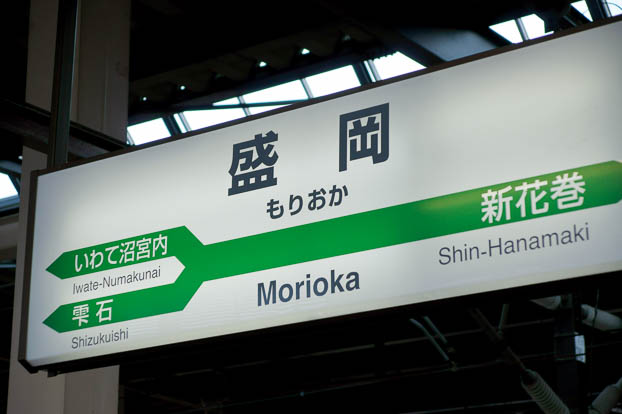 盛岡
もりおか
Morioka
いわて沼宮内
Iwate-Numakunai
雫石
Shizukuishi
新花巻
Shin-Hanamaki